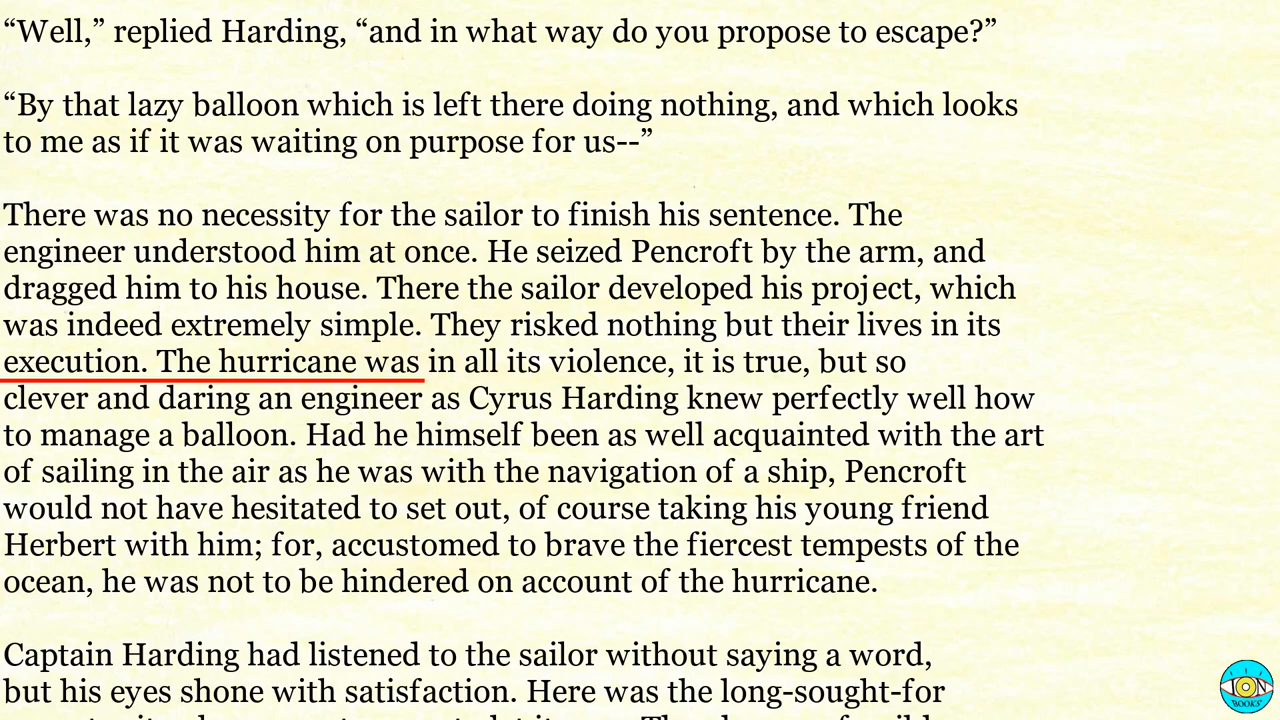 “Well,” replied Harding, “and in what way do you propose to escape?”
“By that lazy balloon which is left there doing nothing, and which looks
to me as if it was waiting on purpose for us--”
There was no necessity for the sailor to finish his sentence. The
engineer understood him at once. He seized Pencroft by the arm, and
dragged him to his house. There the sailor developed his project, which
was indeed extremely simple. They risked nothing but their lives in its
execution. The hurricane was in all its violence, it is true, but so
clever and daring an engineer as Cyrus Harding knew perfectly well how
to manage a balloon. Had he himself been as well acquainted with the art
of sailing in the air as he was with the navigation of a ship, Pencroft
would not have hesitated to set out, of course taking his young friend
Herbert with him; for, accustomed to brave the fiercest tempests of the
ocean, he was not to be hindered on account of the hurricane.
Captain Harding had listened to the sailor without saying a word,
but his eyes shone with satisfaction. Here was the long-sought-for
ION
BOOKS